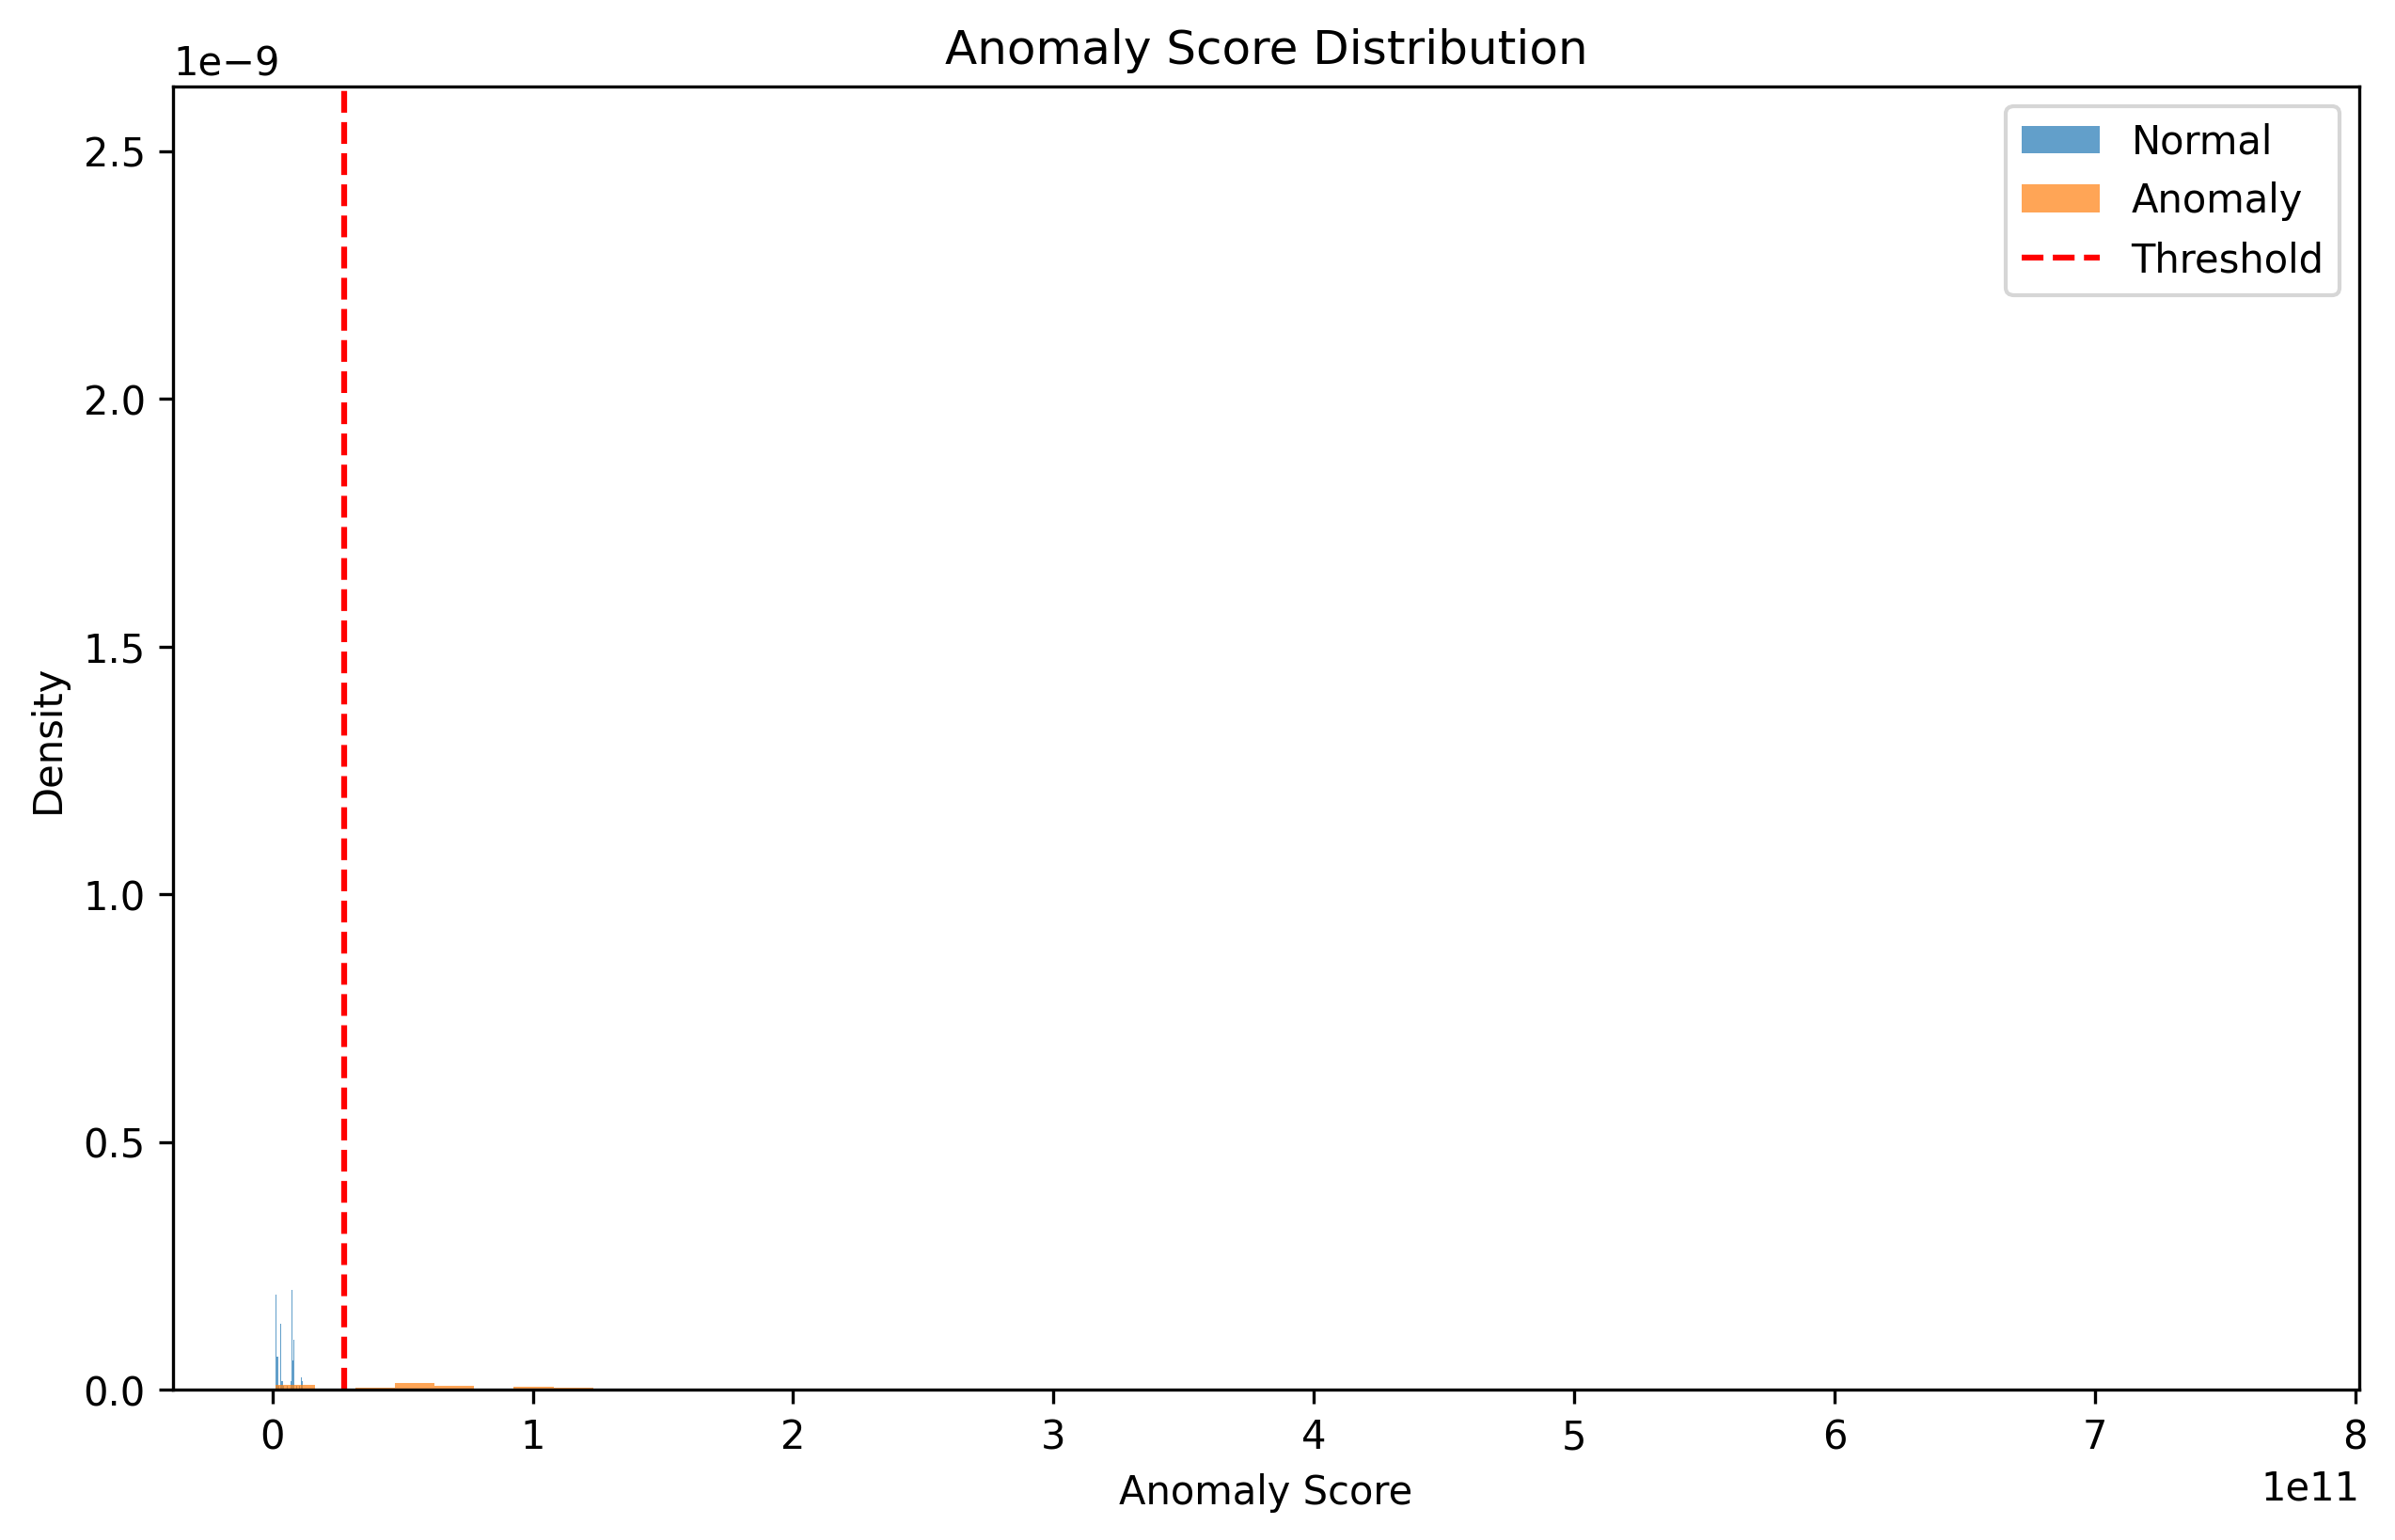 Anomaly Score Distribution
1e−9
Normal
Anomaly
Threshold
2.5
2.0
1.5
1.0
0.5
0.0
Density
0 1 2 3 4 5 6 7 8
Anomaly Score
1e11